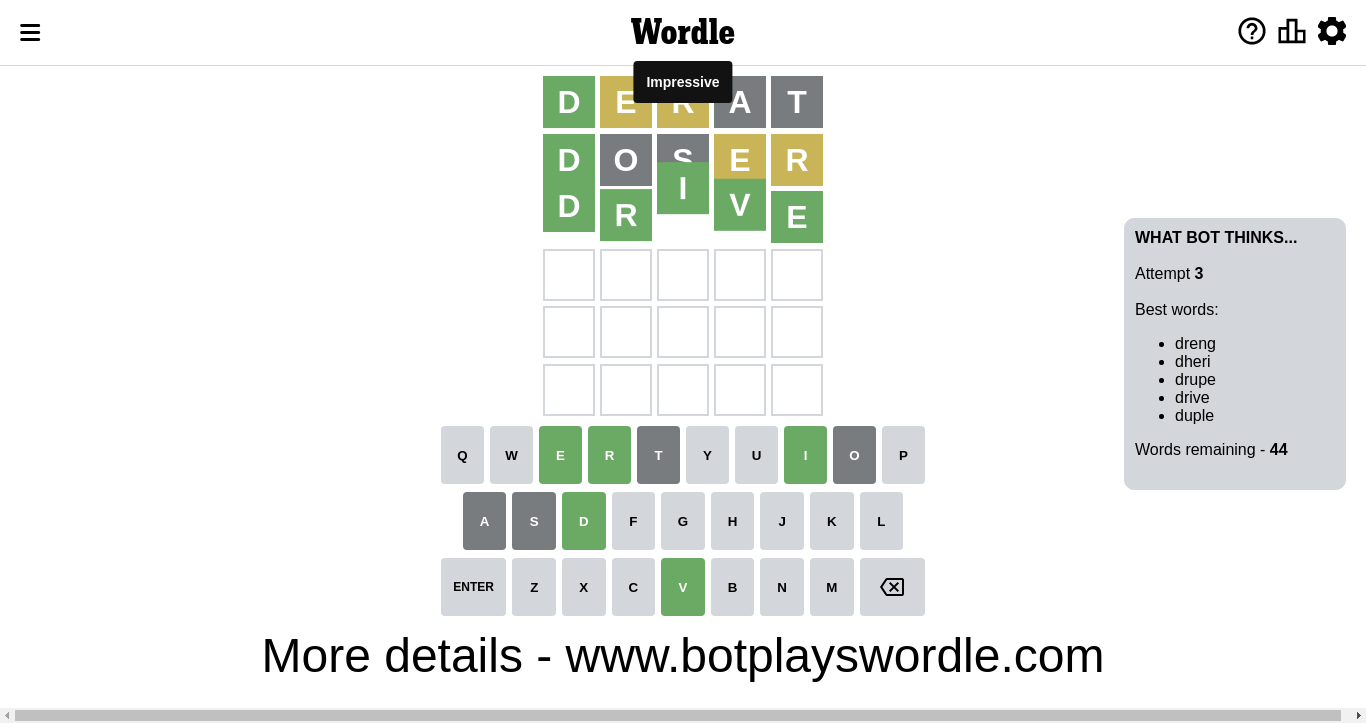 Wordle
Impressive
D E R A T
D O S E R
D R I V E
WHAT BOT THINKS...
Attempt 3
Best words:
dreng
dheri
drupe
drive
duple
Words remaining - 44
Q W E R T Y U I O P
A S D F G H J K L
ENTER Z X C V B N M
More details - www.botplayswordle.com